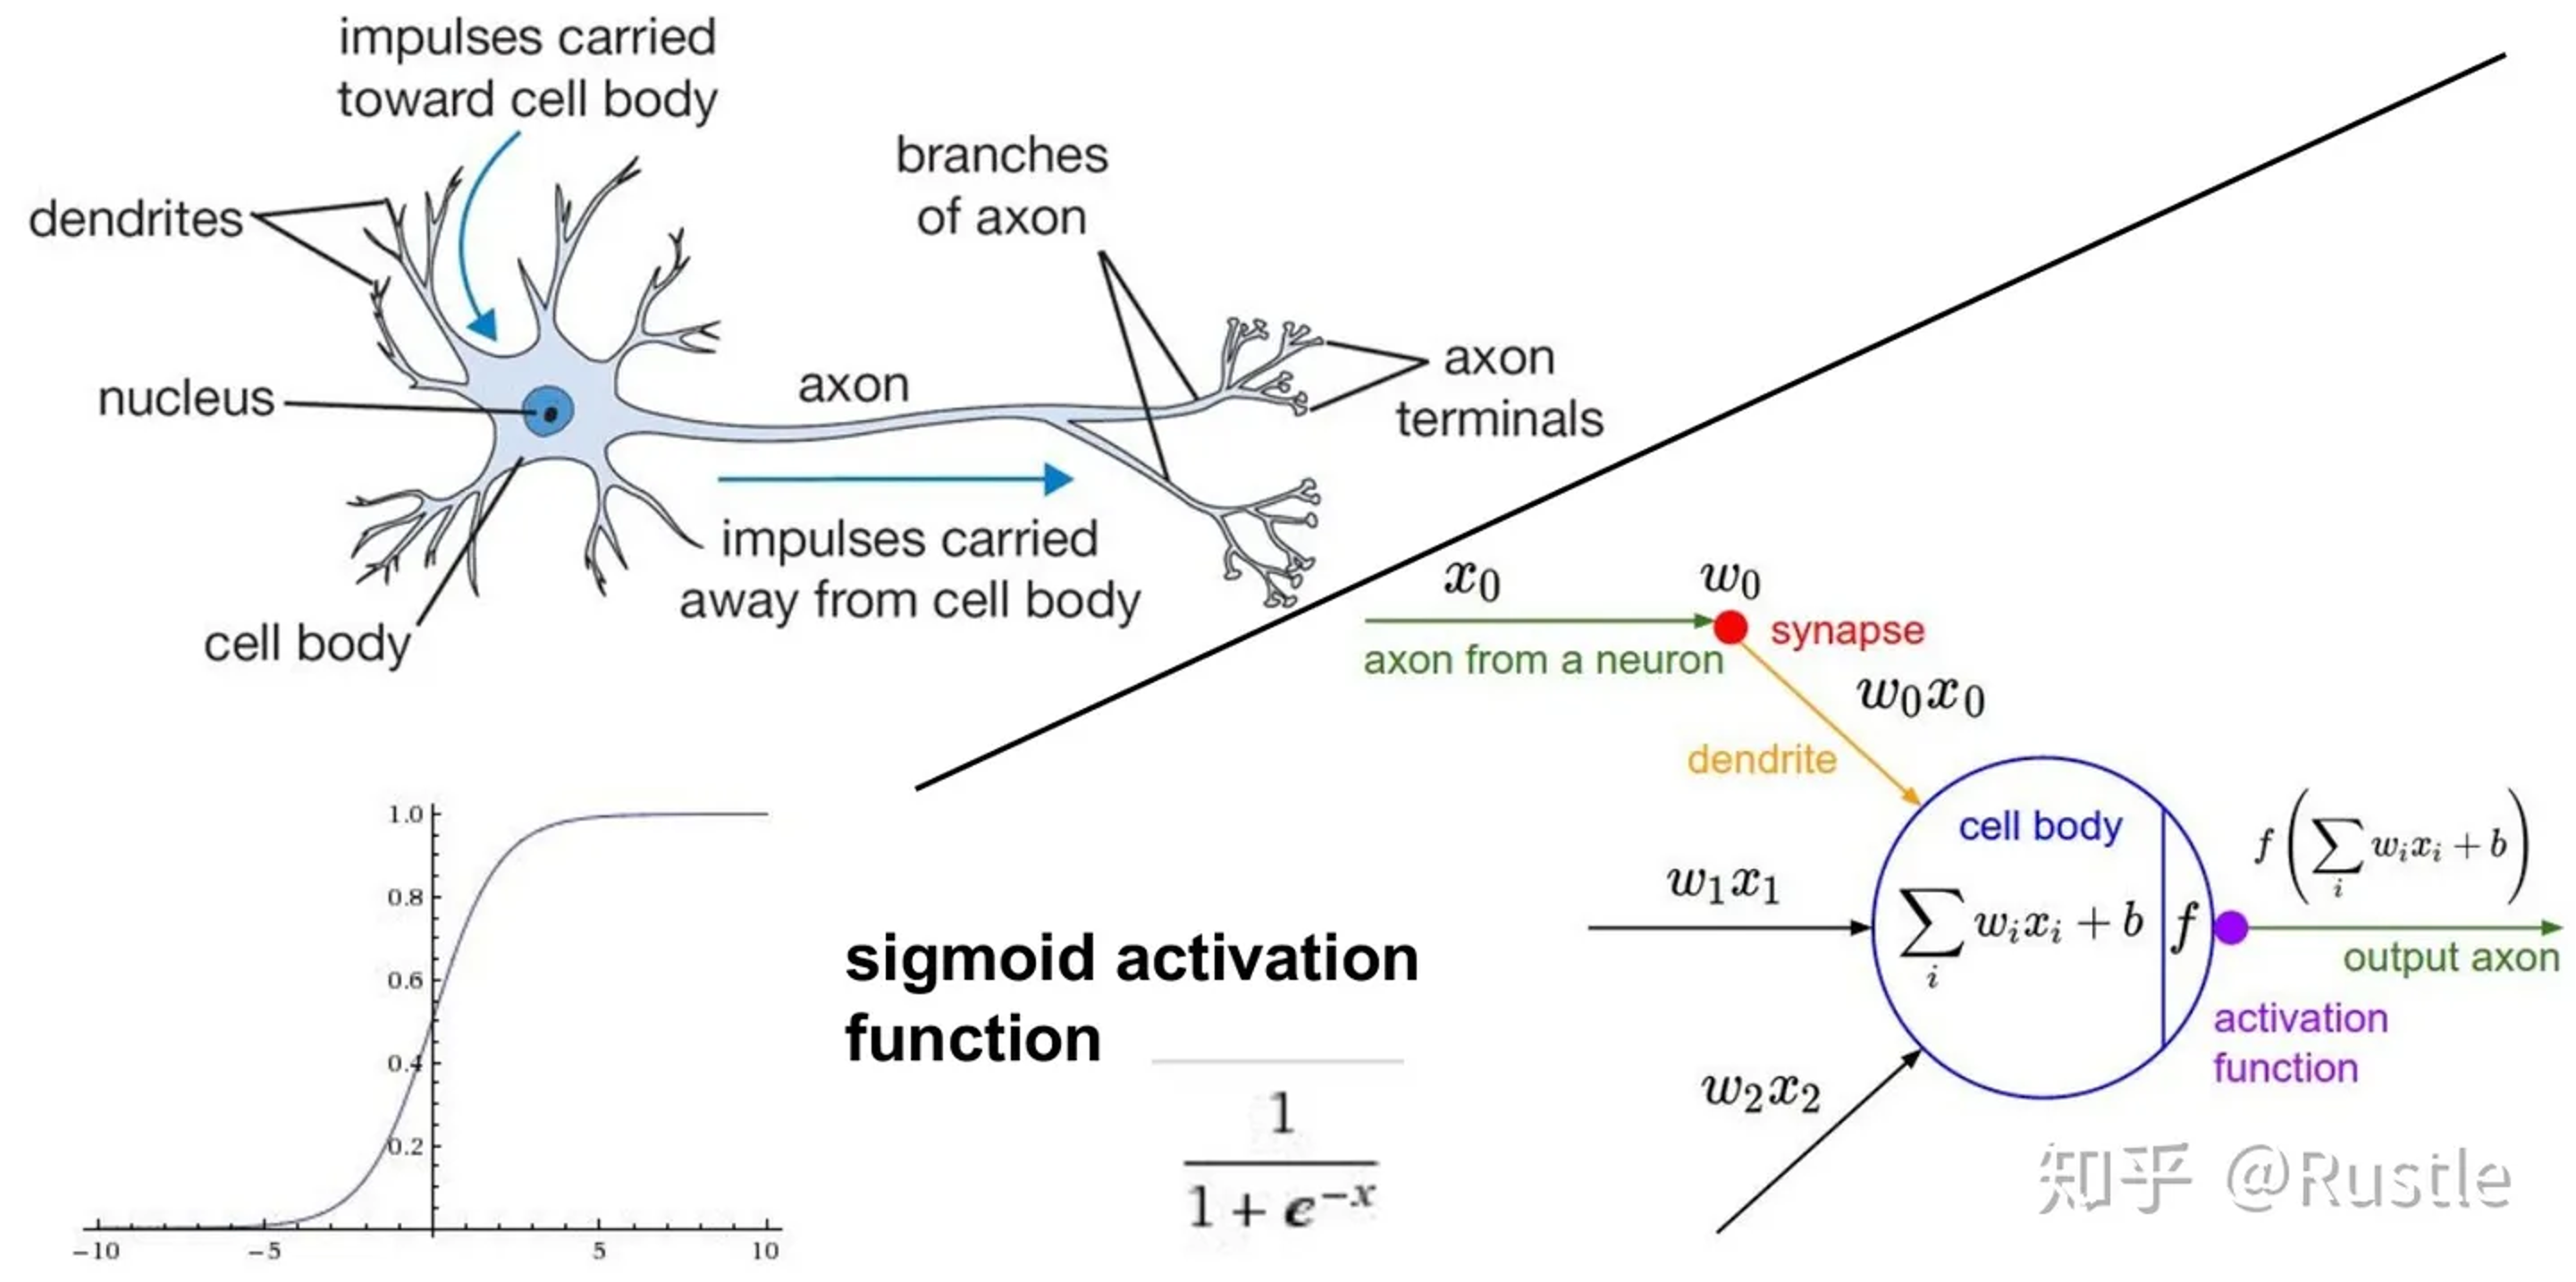 impulses carried
toward cell body
dendrites
branches
of axon
nucleus
axon
axon
terminals
impulses carried
away from cell body
cell body
x₀
w₀
axon from a neuron
synapse
w₀x₀
dendrite
cell body
w₁x₁
∑ᵢ wᵢxᵢ + b
f
f(∑ᵢ wᵢxᵢ + b)
output axon
activation
function
w₂x₂
1.0
0.8
0.6
0.4
0.2
−10
−5
5
10
sigmoid activation
function
1
1 + e⁻ˣ
知乎 @Rustle